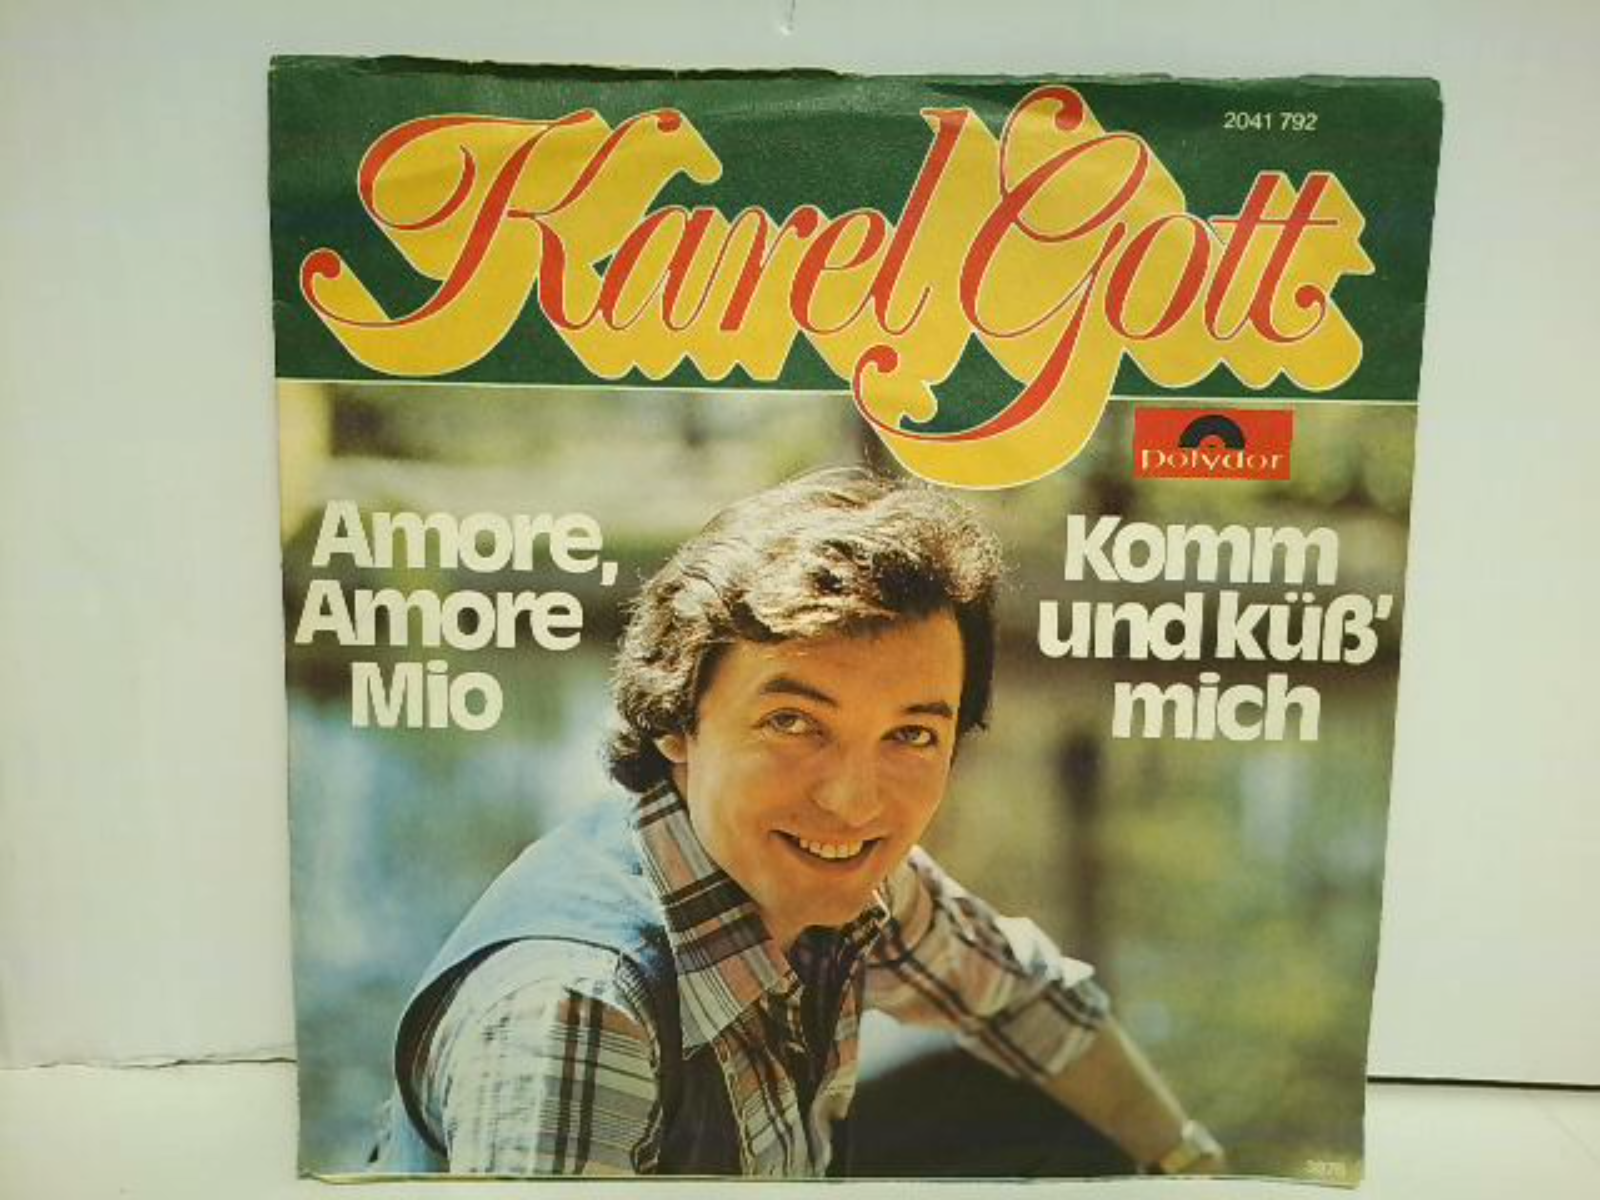 2041 792
Karel Gott
Polydor
Amore,
Amore
Mio
Komm
und küß'
mich